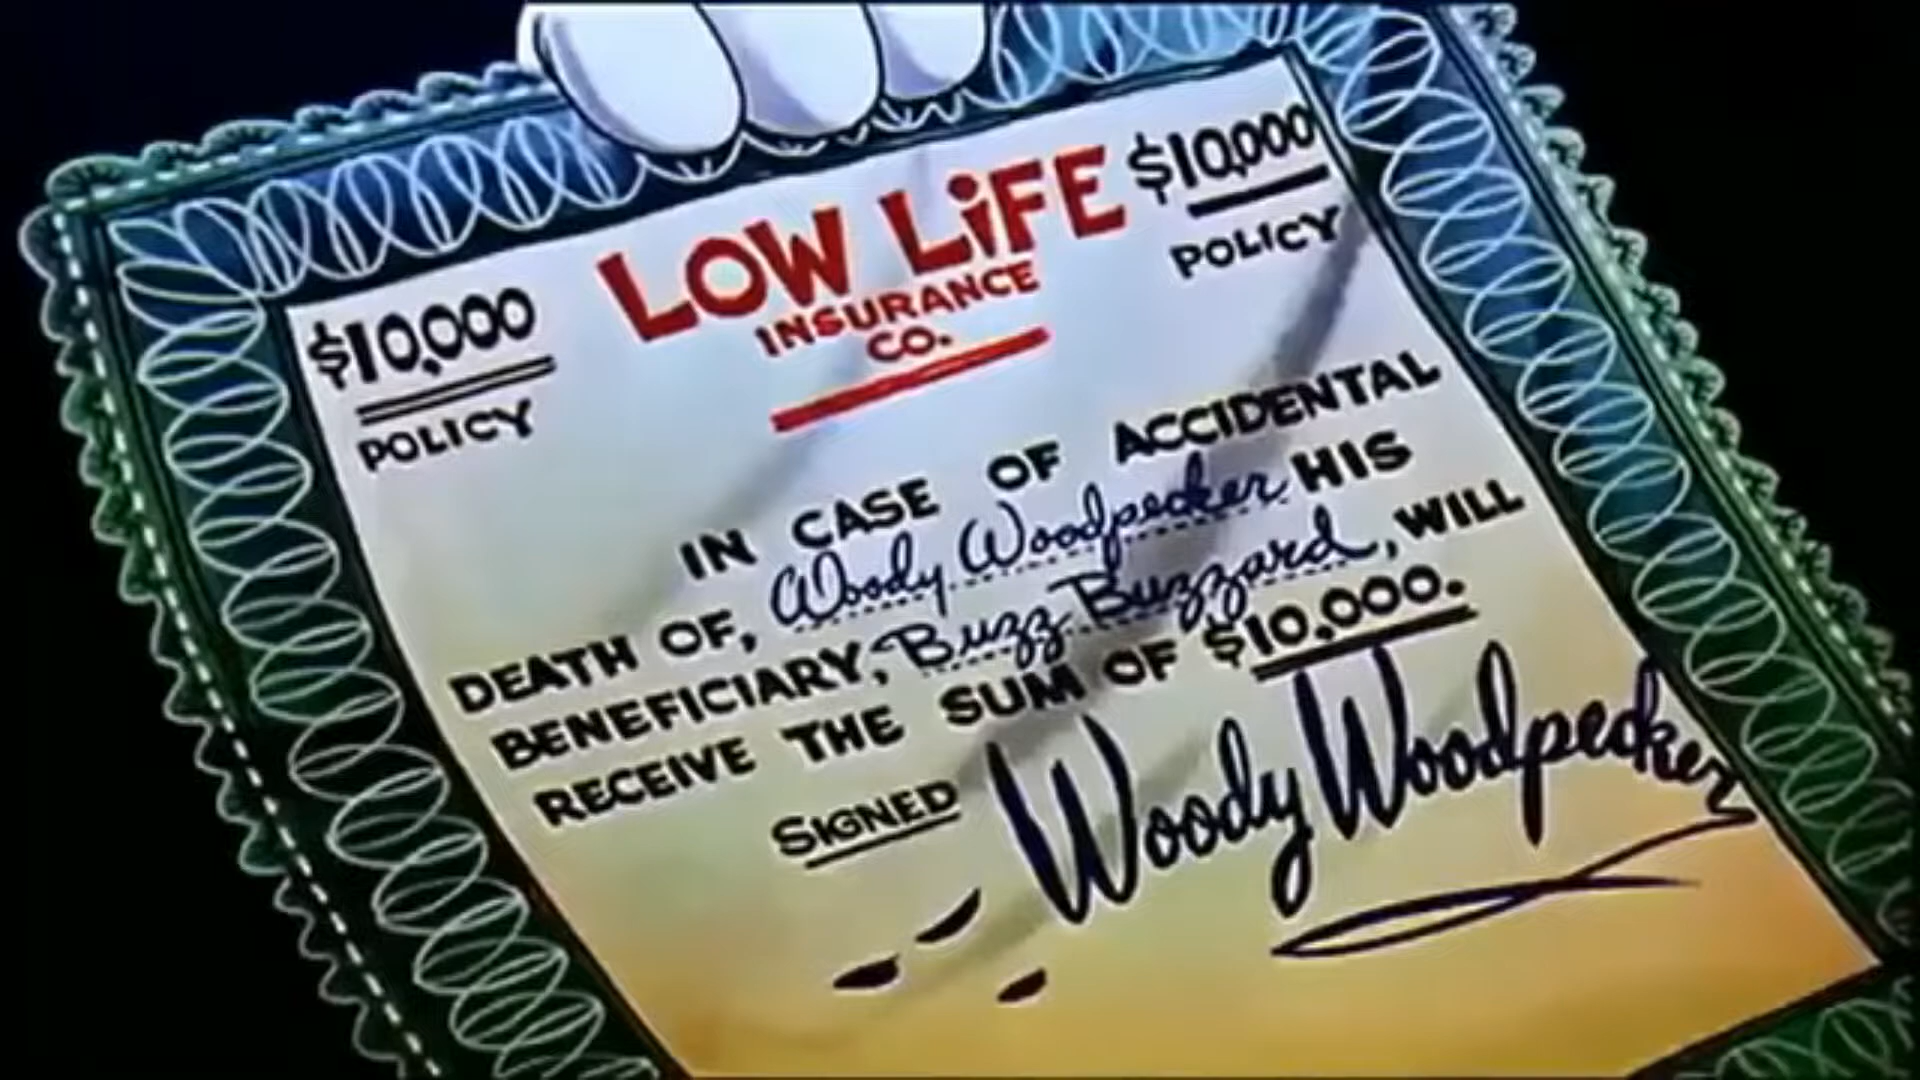 $10,000
POLICY
LOW LiFE
INSURANCE
CO.
$10,000
POLICY
IN CASE OF ACCIDENTAL
DEATH OF, Woody Woodpecker HIS
BENEFICIARY, Buzz Buzzard, WILL
RECEIVE THE SUM OF $10,000.
SIGNED Woody Woodpecker